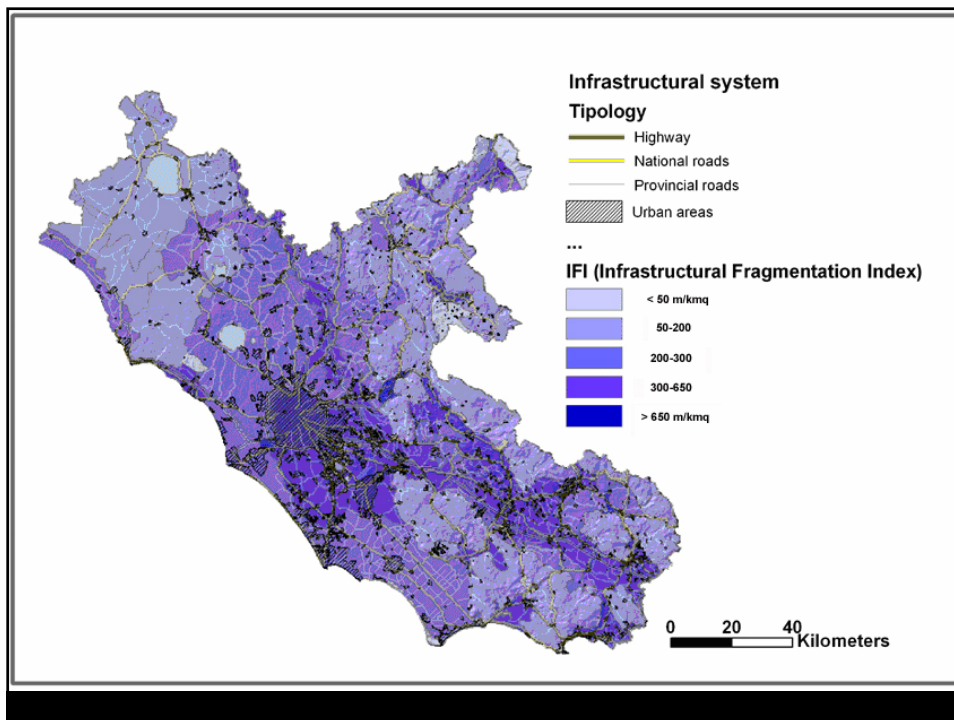 Infrastructural system
Tipology
Highway
National roads
Provincial roads
Urban areas
...
IFI (Infrastructural Fragmentation Index)
< 50 m/kmq
50-200
200-300
300-650
> 650 m/kmq
0 20 40
Kilometers